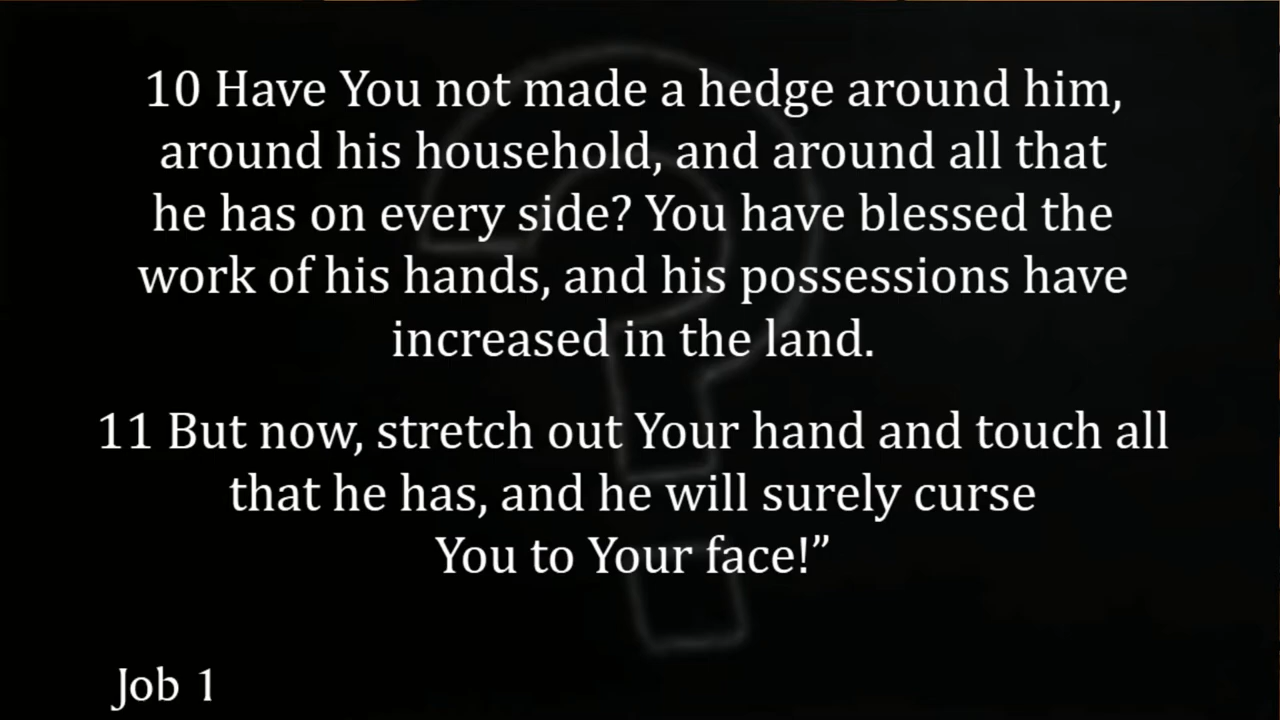 10 Have You not made a hedge around him,
around his household, and around all that
he has on every side? You have blessed the
work of his hands, and his possessions have
increased in the land.
11 But now, stretch out Your hand and touch all
that he has, and he will surely curse
You to Your face!”
Job 1